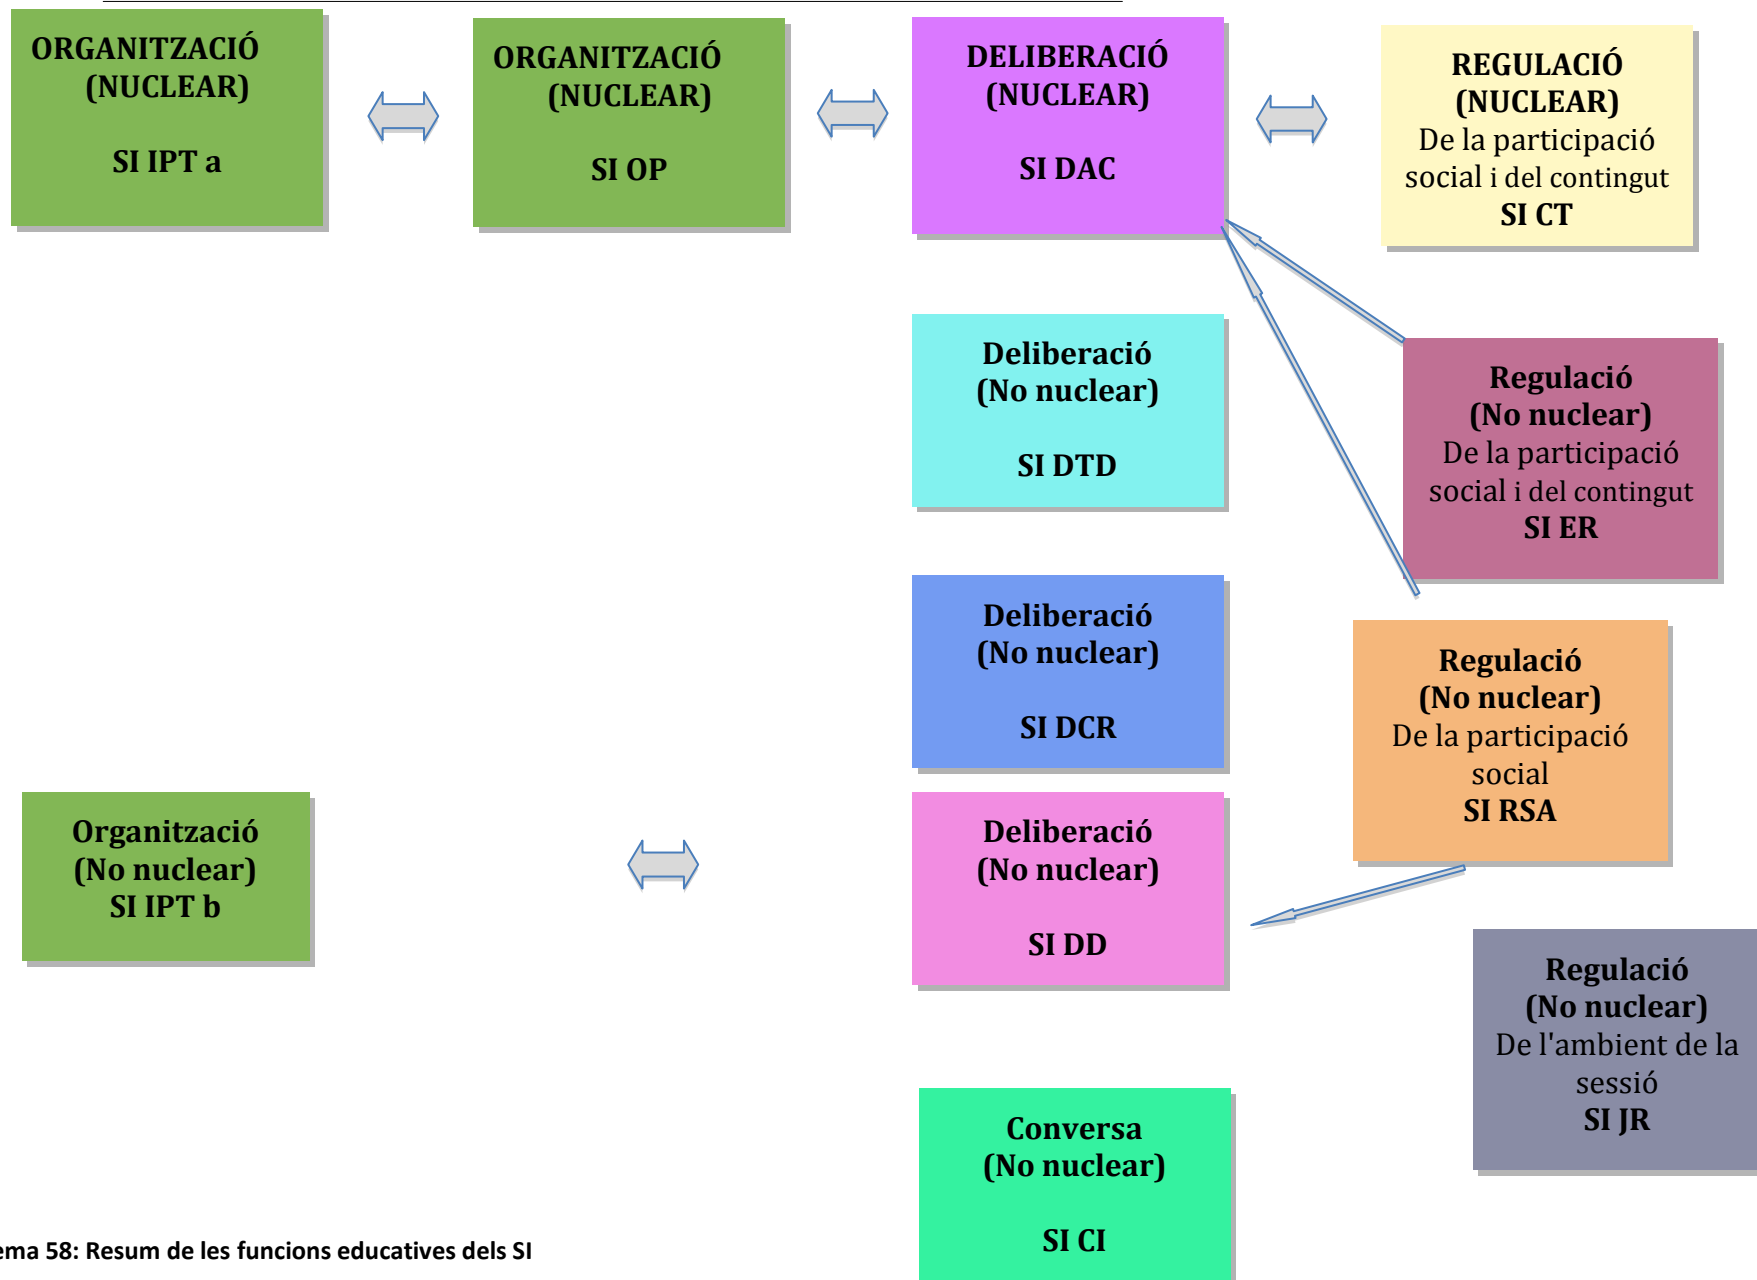 ORGANITZACIÓ
(NUCLEAR)
SI IPT a
ORGANITZACIÓ
(NUCLEAR)
SI OP
DELIBERACIÓ
(NUCLEAR)
SI DAC
REGULACIÓ
(NUCLEAR)
De la participació
social i del contingut
SI CT
Deliberació
(No nuclear)
SI DTD
Regulació
(No nuclear)
De la participació
social i del contingut
SI ER
Deliberació
(No nuclear)
SI DCR
Regulació
(No nuclear)
De la participació
social
SI RSA
Organització
(No nuclear)
SI IPT b
Deliberació
(No nuclear)
SI DD
Regulació
(No nuclear)
De l'ambient de la
sessió
SI JR
Conversa
(No nuclear)
SI CI
ema 58: Resum de les funcions educatives dels SI